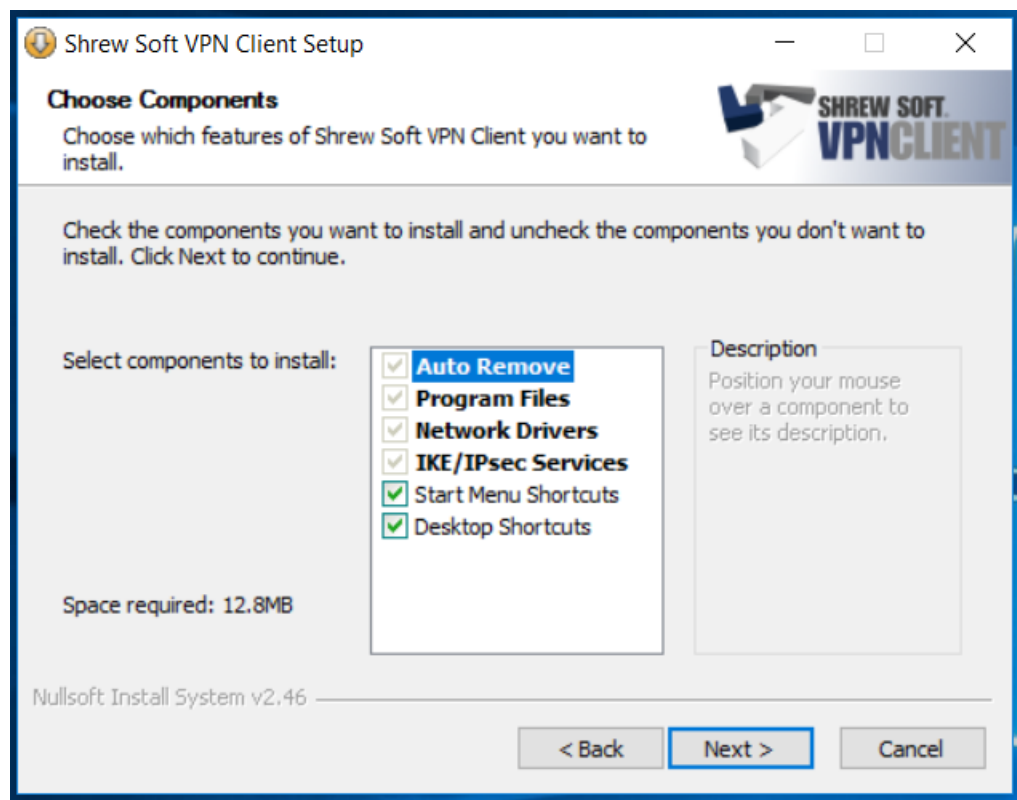 Shrew Soft VPN Client Setup
Choose Components
Choose which features of Shrew Soft VPN Client you want to
install.
SHREW SOFT
VPNCLIENT
Check the components you want to install and uncheck the components you don't want to
install. Click Next to continue.
Select components to install:
Auto Remove
Program Files
Network Drivers
IKE/IPsec Services
Start Menu Shortcuts
Desktop Shortcuts
Description
Position your mouse
over a component to
see its description.
Space required: 12.8MB
Nullsoft Install System v2.46
< Back
Next >
Cancel